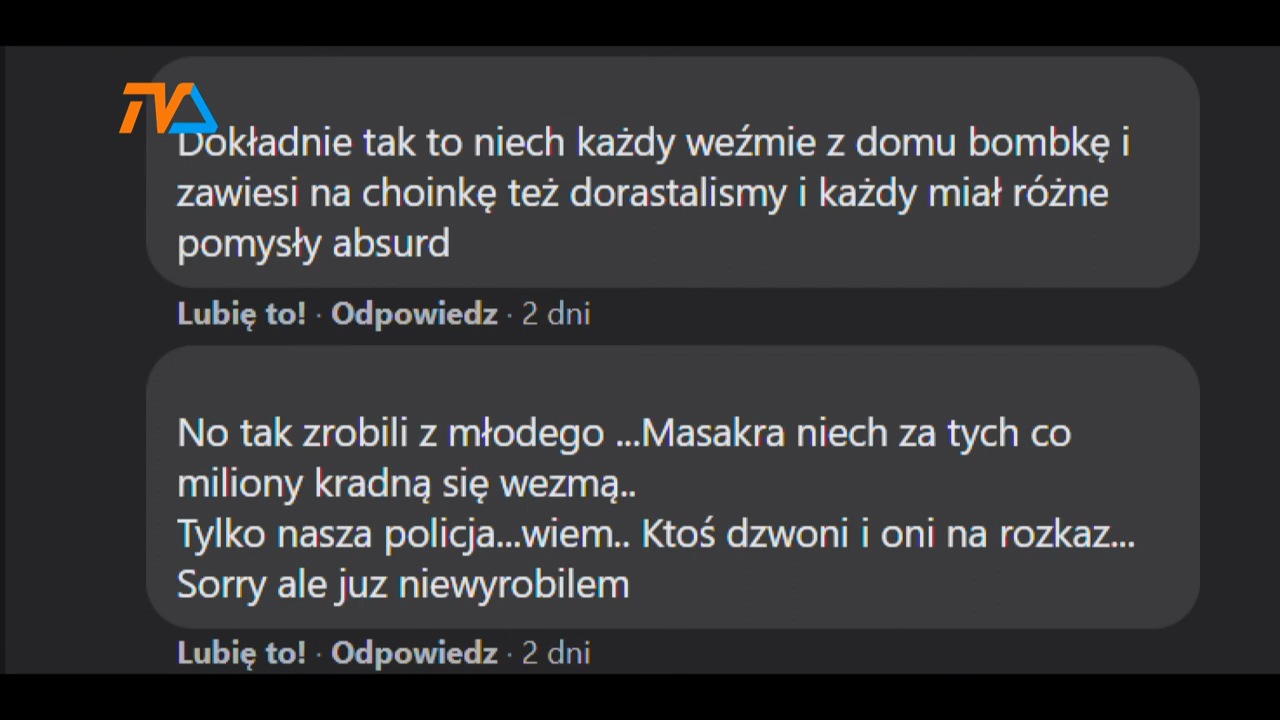 TVA
Dokładnie tak to niech każdy weźmie z domu bombkę i
zawiesi na choinkę też dorastalismy i każdy miał różne
pomysły absurd
Lubię to! · Odpowiedz · 2 dni
No tak zrobili z młodego ...Masakra niech za tych co
miliony kradną się wezmą..
Tylko nasza policja...wiem.. Ktoś dzwoni i oni na rozkaz...
Sorry ale juz niewyrobilem
Lubię to! · Odpowiedz · 2 dni